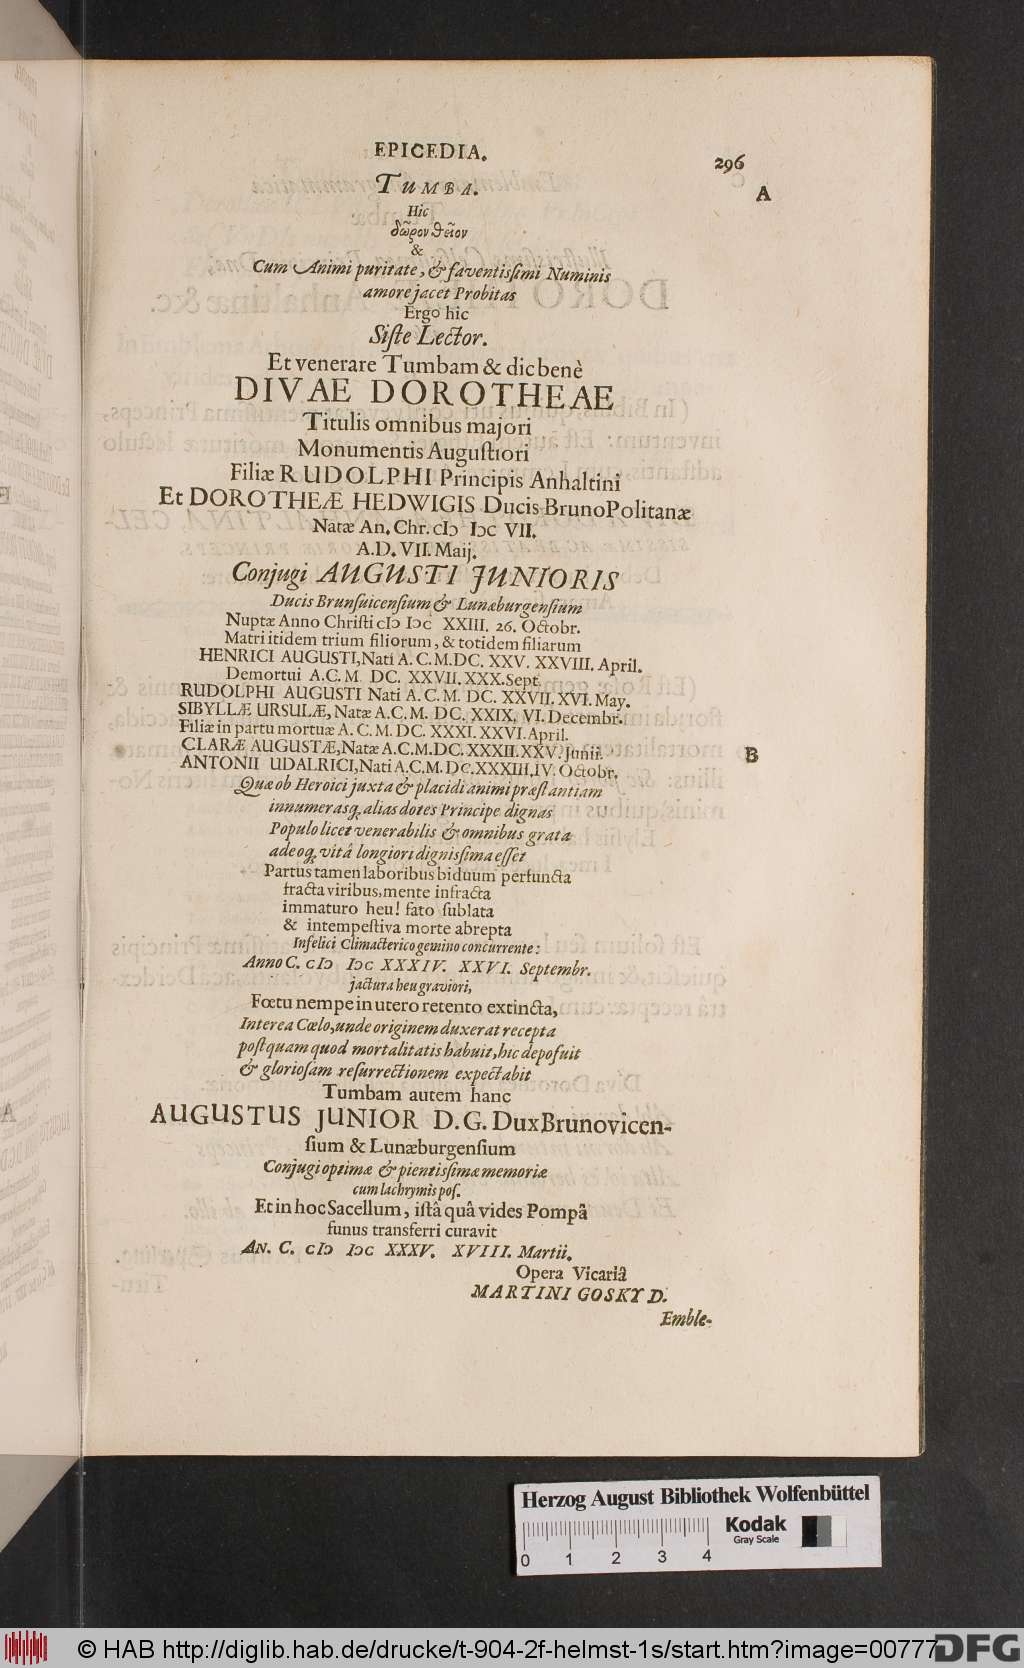 EPICEDIA.
296
TUMBA.
A
Hic
δῶρον θεῖον
&
Cum Animi puritate, & faventiſſimi Numinis
amore jacet Probitas
Ergo hic
Siſte Lector.
Et venerare Tumbam & dic benè
DIVAE DOROTHEAE
Titulis omnibus majori
Monumentis Auguſtiori
Filiæ RUDOLPHI Principis Anhaltini
Et DOROTHEÆ HEDWIGIS Ducis BrunoPolitanæ
Natæ An. Chr. cIↄ Iↄc VII.
A.D. VII. Maij.
Conjugi AUGUSTI JUNIORIS
Ducis Brunſuicenſium & Lunæburgenſium
Nuptæ Anno Chriſti cIↄ Iↄc XXIII. 26. Octobr.
Matri itidem trium filiorum, & totidem filiarum
HENRICI AUGUSTI, Nati A. C. M.DC. XXV. XXVIII. April.
Demortui A.C.M. DC. XXVII. XXX. Sept.
RUDOLPHI AUGUSTI Nati A. C. M. DC. XXVII. XVI. May.
SIBYLLÆ URSULÆ, Natæ A.C.M. DC. XXIX. VI. Decembr.
Filiæ in partu mortuæ A. C. M. DC. XXXI. XXVI. April.
CLARÆ AUGUSTÆ, Natæ A.C.M.DC. XXXII. XXV. Junii.
B
ANTONII UDALRICI, Nati A.C.M.DC.XXXIII.IV. Octobr.
Quæ ob Heroici juxta & placidi animi præſtantiam
innumerasq; alias dotes Principe dignas
Populo licet venerabilis & omnibus grata
adeoq; vitâ longiori digniſſima eſſet
Partus tamen laboribus biduum perfuncta
fracta viribus, mente infracta
immaturo heu! fato ſublata
& intempeſtiva morte abrepta
Infelici Climacterico gemino concurrente:
Anno C. cIↄ Iↄc XXXIV. XXVI. Septembr.
jactura heu graviori,
Fœtu nempe in utero retento extincta,
Interea Cœlo, unde originem duxerat recepta
poſtquam quod mortalitatis habuit, hic depoſuit
& glorioſam reſurrectionem expectabit
Tumbam autem hanc
AUGUSTUS JUNIOR D. G. Dux Brunovicen-
ſium & Lunæburgenſium
Conjugi optimæ & pientiſſimæ memoriæ
cum lachrymis poſ.
Et in hoc Sacellum, iſtâ quâ vides Pompâ
funus transferri curavit
AN. C. cIↄ Iↄc XXXV. XVIII. Martii.
Opera Vicariâ
MARTINI GOSKY D.
Emble-
Herzog August Bibliothek Wolfenbüttel
0 1 2 3 4
Kodak
Gray Scale
© HAB http://diglib.hab.de/drucke/t-904-2f-helmst-1s/start.htm?image=00777
DFG